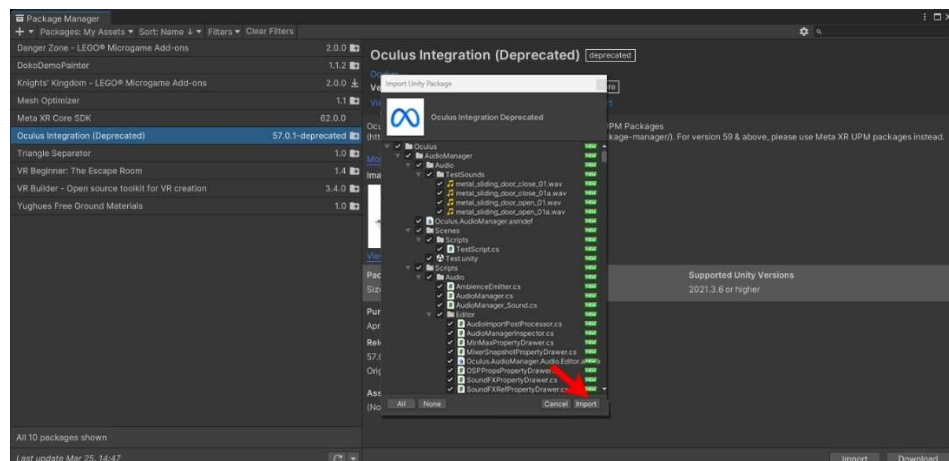 Package Manager
+ Packages: My Assets Sort: Name ↓ Filters Clear Filters
Danger Zone - LEGO® Microgame Add-ons 2.0.0
DokoDemoPainter 1.1.2
Knights' Kingdom - LEGO® Microgame Add-ons 2.0.0
Mesh Optimizer 1.1
Meta XR Core SDK 62.0.0
Oculus Integration (Deprecated) 57.0.1-deprecated
Triangle Separator 1.0
VR Beginner: The Escape Room 1.4
VR Builder - Open source toolkit for VR creation 3.4.0
Yughues Free Ground Materials 1.0
All 10 packages shown
Last update Mar 25, 14:47
Oculus Integration (Deprecated) deprecated
UPM Packages
kage-manager/). For version 59 & above, please use Meta XR UPM packages instead.
Supported Unity Versions
2021.3.6 or higher
Import Download
Import Unity Package
Oculus Integration Deprecated
Oculus
AudioManager
Audio
TestSounds
metal_sliding_door_close_01.wav
metal_sliding_door_close_01a.wav
metal_sliding_door_open_01.wav
metal_sliding_door_open_01a.wav
Oculus.AudioManager.asmdef
Scenes
Scripts
TestScript.cs
Test.unity
Scripts
Audio
AmbienceEmitter.cs
AudioManager.cs
AudioManager_Sound.cs
Editor
AudioImportPostProcessor.cs
AudioManagerInspector.cs
MinMaxPropertyDrawer.cs
MixerSnapshotPropertyDrawer.cs
Oculus.AudioManager.Audio.Editor
OSPPropsPropertyDrawer
SoundFXPropertyDrawer.cs
SoundFXRefPropertyDrawer.cs
All None Cancel Import